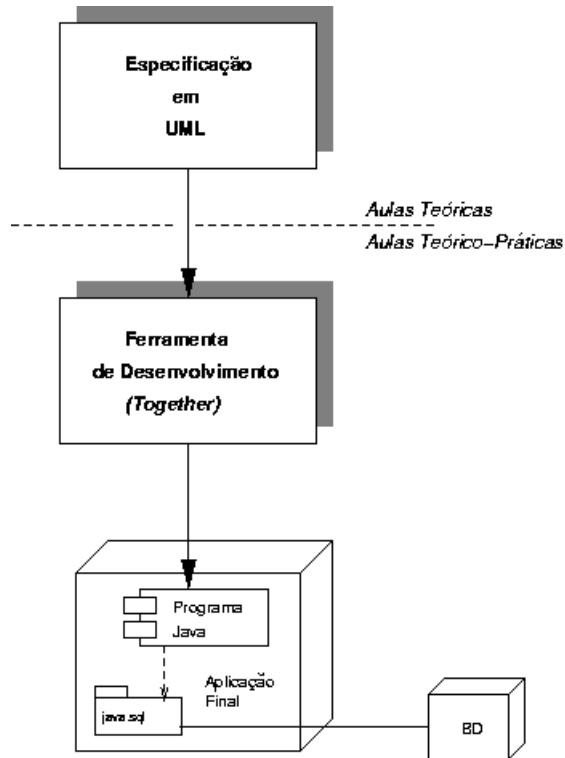 Especificação
em
UML
Aulas Teóricas
Aulas Teórico-Práticas
Ferramenta
de Desenvolvimento
(Together)
Programa
Java
Aplicação
Final
java.sql
BD